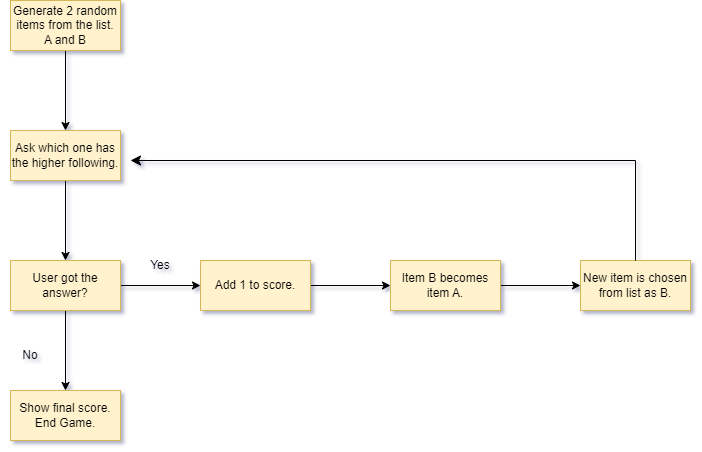 Generate 2 random
items from the list.
A and B
Ask which one has
the higher following.
User got the
answer?
Yes
Add 1 to score.
Item B becomes
item A.
New item is chosen
from list as B.
No
Show final score.
End Game.